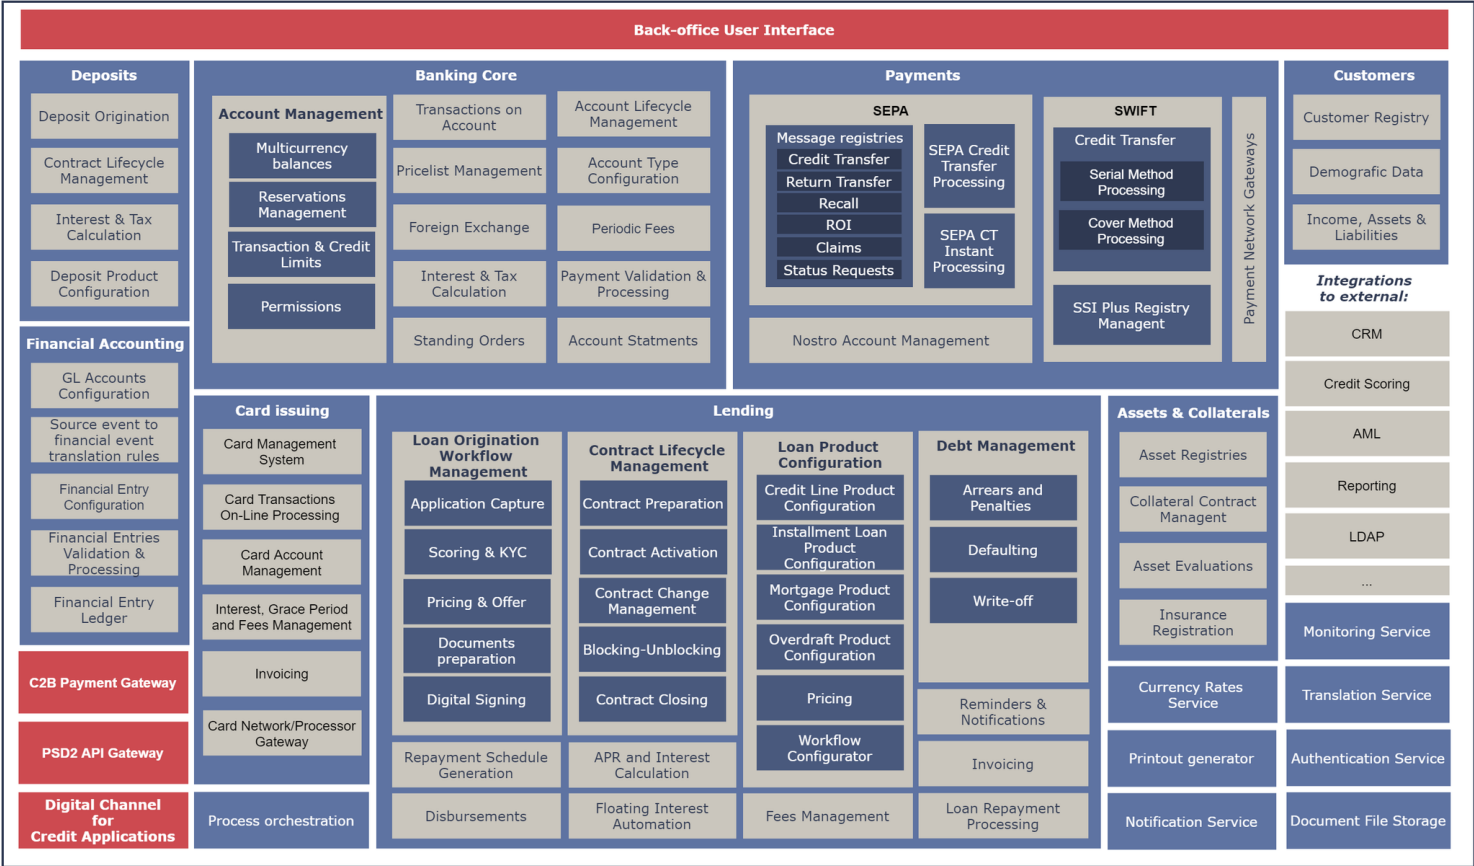 Back-office User Interface
Deposits
Deposit Origination
Contract Lifecycle
Management
Interest & Tax
Calculation
Deposit Product
Configuration
Financial Accounting
GL Accounts
Configuration
Source event to
financial event
translation rules
Financial Entry
Configuration
Financial Entries
Validation &
Processing
Financial Entry
Ledger
C2B Payment Gateway
PSD2 API Gateway
Digital Channel
for
Credit Applications
Banking Core
Account Management
Multicurrency
balances
Reservations
Management
Transaction & Credit
Limits
Permissions
Transactions on
Account
Pricelist Management
Foreign Exchange
Interest & Tax
Calculation
Standing Orders
Account Lifecycle
Management
Account Type
Configuration
Periodic Fees
Payment Validation &
Processing
Account Statments
Payments
SEPA
Message registries
Credit Transfer
Return Transfer
Recall
ROI
Claims
Status Requests
SEPA Credit
Transfer
Processing
SEPA CT
Instant
Processing
Nostro Account Management
SWIFT
Credit Transfer
Serial Method
Processing
Cover Method
Processing
SSI Plus Registry
Managent
Payment Network Gateways
Customers
Customer Registry
Demografic Data
Income, Assets &
Liabilities
Integrations
to external:
CRM
Credit Scoring
AML
Reporting
LDAP
...
Card issuing
Card Management
System
Card Transactions
On-Line Processing
Card Account
Management
Interest, Grace Period
and Fees Management
Invoicing
Card Network/Processor
Gateway
Process orchestration
Lending
Loan Origination
Workflow
Management
Application Capture
Scoring & KYC
Pricing & Offer
Documents
preparation
Digital Signing
Repayment Schedule
Generation
Disbursements
Contract Lifecycle
Management
Contract Preparation
Contract Activation
Contract Change
Management
Blocking-Unblocking
Contract Closing
APR and Interest
Calculation
Floating Interest
Automation
Loan Product
Configuration
Credit Line Product
Configuration
Installment Loan
Product
Configuration
Mortgage Product
Configuration
Overdraft Product
Configuration
Pricing
Workflow
Configurator
Fees Management
Debt Management
Arrears and
Penalties
Defaulting
Write-off
Reminders &
Notifications
Invoicing
Loan Repayment
Processing
Assets & Collaterals
Asset Registries
Collateral Contract
Managent
Asset Evaluations
Insurance
Registration
Currency Rates
Service
Printout generator
Notification Service
Monitoring Service
Translation Service
Authentication Service
Document File Storage